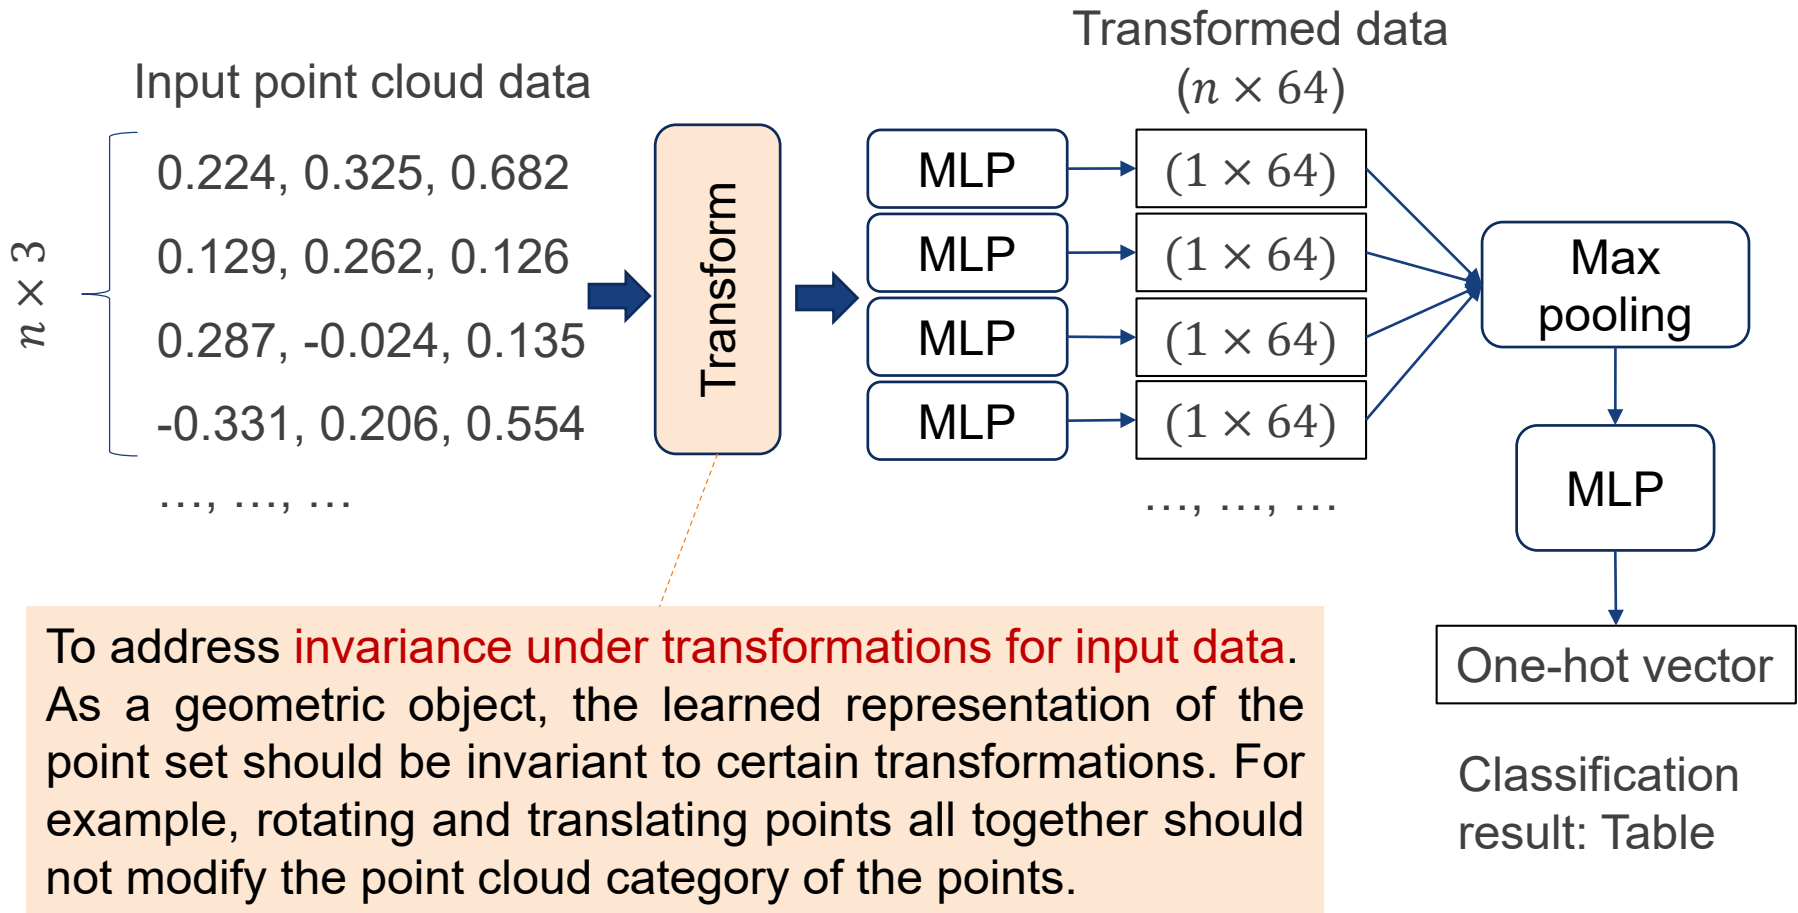 Input point cloud data
n × 3
0.224, 0.325, 0.682
0.129, 0.262, 0.126
0.287, -0.024, 0.135
-0.331, 0.206, 0.554
…, …, …
Transform
MLP
MLP
MLP
MLP
Transformed data
(n × 64)
(1 × 64)
(1 × 64)
(1 × 64)
(1 × 64)
…, …, …
Max
pooling
MLP
One-hot vector
Classification
result: Table
To address invariance under transformations for input data.
As a geometric object, the learned representation of the
point set should be invariant to certain transformations. For
example, rotating and translating points all together should
not modify the point cloud category of the points.